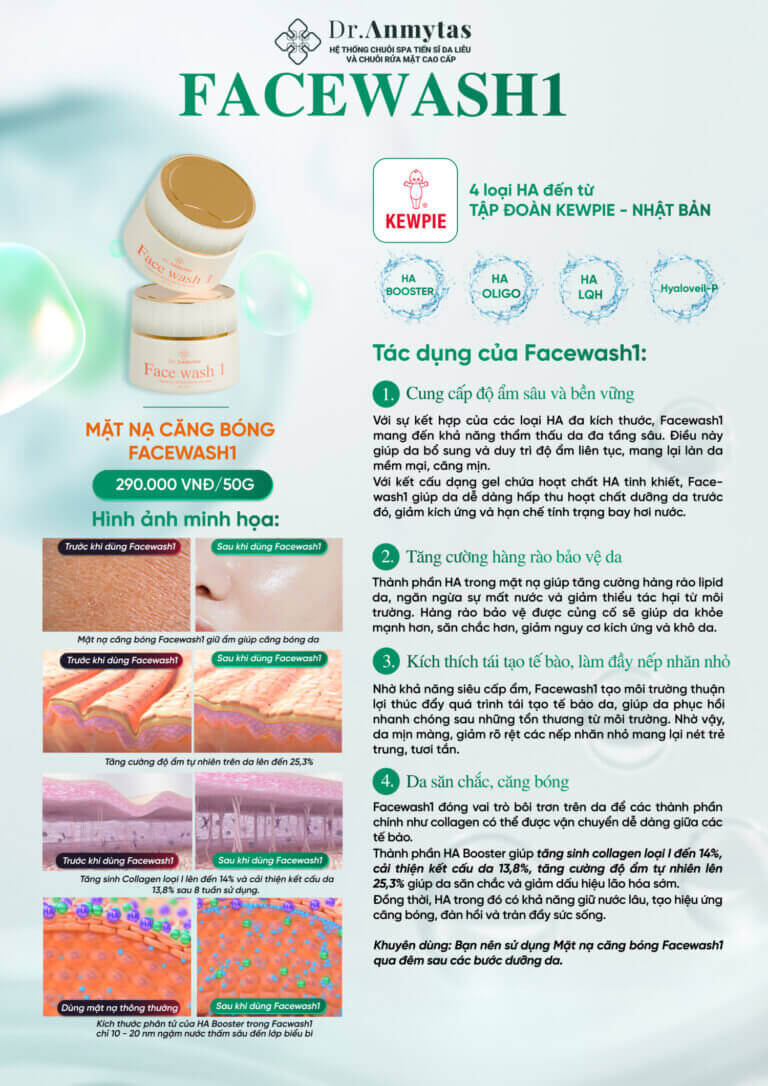 Dr.Anmytas
HỆ THỐNG CHUỖI SPA TIẾN SĨ DA LIỄU
VÀ CHUỖI RỬA MẶT CAO CẤP
FACEWASH1
KEWPIE
4 loại HA đến từ
TẬP ĐOÀN KEWPIE - NHẬT BẢN
HA
BOOSTER
HA
OLIGO
HA
LQH
Hyaloveil-P
Face wash 1
Dr.Anmytas
Face wash 1
MẶT NẠ CĂNG BÓNG
FACEWASH1
290.000 VNĐ/50G
Hình ảnh minh họa:
Trước khi dùng Facewash1
Sau khi dùng Facewash1
Mặt nạ căng bóng Facewash1 giữ ẩm giúp căng bóng da
Trước khi dùng Facewash1
Sau khi dùng Facewash1
Tăng cường độ ẩm tự nhiên trên da lên đến 25,3%
Trước khi dùng Facewash1
Sau khi dùng Facewash1
Tăng sinh Collagen loại I lên đến 14% và cải thiện kết cấu da
13,8% sau 8 tuần sử dụng.
HA
HA
HA
Dùng mặt nạ thông thường
Sau khi dùng Facewash1
Kích thước phân tử của HA Booster trong Facwash1
chỉ 10 - 20 nm ngậm nước thấm sâu đến lớp biểu bì
Tác dụng của Facewash1:
1. Cung cấp độ ẩm sâu và bền vững
Với sự kết hợp của các loại HA đa kích thước, Facewash1
mang đến khả năng thẩm thấu da đa tầng sâu. Điều này
giúp da bổ sung và duy trì độ ẩm liên tục, mang lại làn da
mềm mại, căng mịn.
Với kết cấu dạng gel chứa hoạt chất HA tinh khiết, Face-
wash1 giúp da dễ dàng hấp thu hoạt chất dưỡng da trước
đó, giảm kích ứng và hạn chế tình trạng bay hơi nước.
2. Tăng cường hàng rào bảo vệ da
Thành phần HA trong mặt nạ giúp tăng cường hàng rào lipid
da, ngăn ngừa sự mất nước và giảm thiểu tác hại từ môi
trường. Hàng rào bảo vệ được củng cố sẽ giúp da khỏe
mạnh hơn, săn chắc hơn, giảm nguy cơ kích ứng và khô da.
3. Kích thích tái tạo tế bào, làm đầy nếp nhăn nhỏ
Nhờ khả năng siêu cấp ẩm, Facewash1 tạo môi trường thuận
lợi thúc đẩy quá trình tái tạo tế bào da, giúp da phục hồi
nhanh chóng sau những tổn thương từ môi trường. Nhờ vậy,
da mịn màng, giảm rõ rệt các nếp nhăn nhỏ mang lại nét trẻ
trung, tươi tắn.
4. Da săn chắc, căng bóng
Facewash1 đóng vai trò bôi trơn trên da để các thành phần
chính như collagen có thể được vận chuyển dễ dàng giữa các
tế bào.
Thành phần HA Booster giúp tăng sinh collagen loại I đến 14%,
cải thiện kết cấu da 13,8%, tăng cường độ ẩm tự nhiên lên
25,3% giúp da săn chắc và giảm dấu hiệu lão hóa sớm.
Đồng thời, HA trong đó có khả năng giữ nước lâu, tạo hiệu ứng
căng bóng, đàn hồi và tràn đầy sức sống.
Khuyên dùng: Bạn nên sử dụng Mặt nạ căng bóng Facewash1
qua đêm sau các bước dưỡng da.